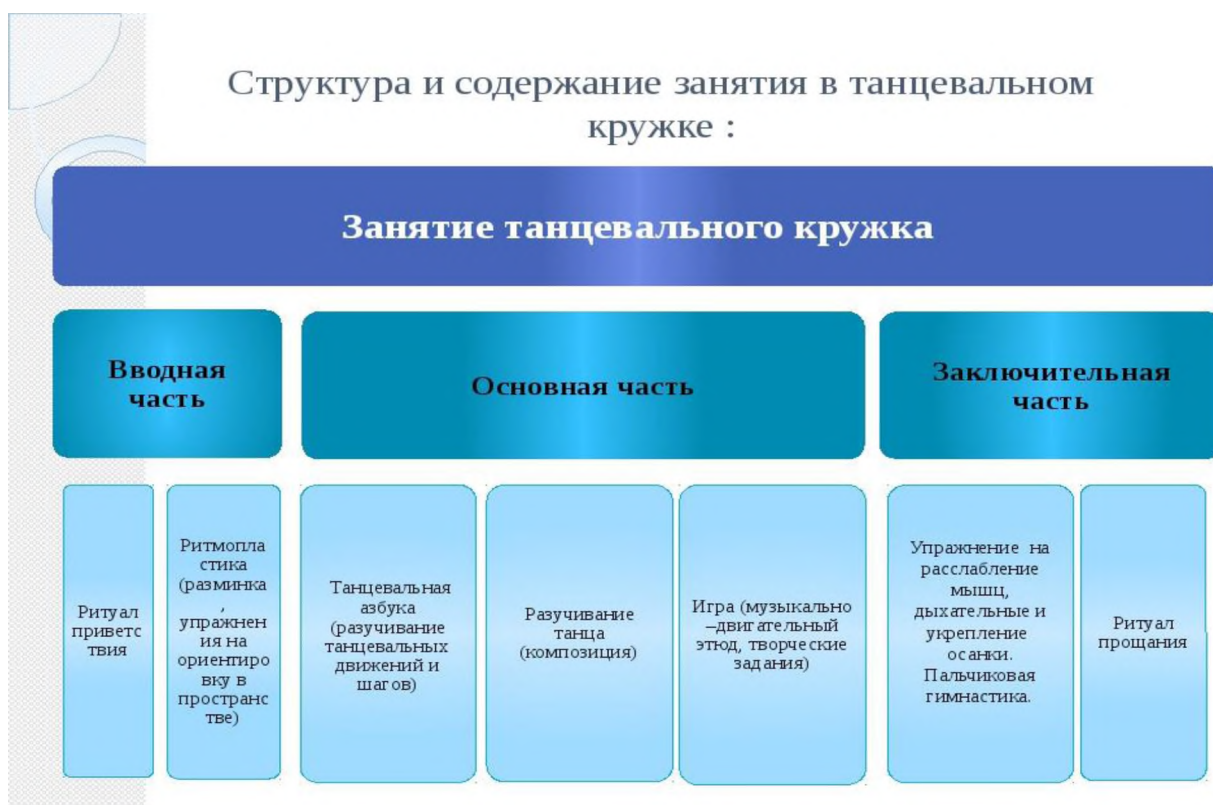 Структура и содержание занятия в танцевальном
кружке :
Занятие танцевального кружка
Вводная
часть
Основная часть
Заключительная
часть
Ритуал
приветс
твия
Ритмопла
стика
(разминка
,
упражнен
ия на
ориентиро
вку в
пространс
тве)
Танцевальная
азбука
(разучивание
танцевальных
движений и
шагов)
Разучивание
танца
(композиция)
Игра (музыкально
–двигательный
этюд, творческие
задания)
Упражнение на
расслабление
мышц,
дыхательные и
укрепление
осанки.
Пальчиковая
гимнастика.
Ритуал
прощания